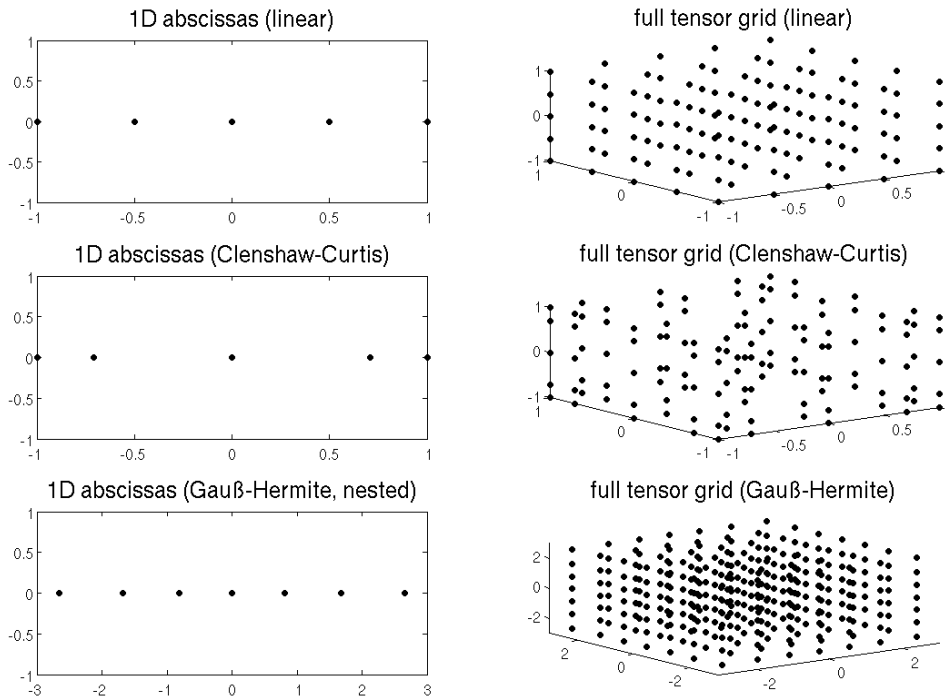 1D abscissas (linear)
1
0.5
0
-0.5
-1
-1 -0.5 0 0.5 1
full tensor grid (linear)
1
0
-1
1 0 -1
-1 -0.5 0 0.5
1D abscissas (Clenshaw-Curtis)
1
0.5
0
-0.5
-1
-1 -0.5 0 0.5 1
full tensor grid (Clenshaw-Curtis)
1
0
-1
1 0 -1
-1 -0.5 0 0.5
1D abscissas (Gauß-Hermite, nested)
1
0.5
0
-0.5
-1
-3 -2 -1 0 1 2 3
full tensor grid (Gauß-Hermite)
2
0
-2
2 0 -2
-2 0 2